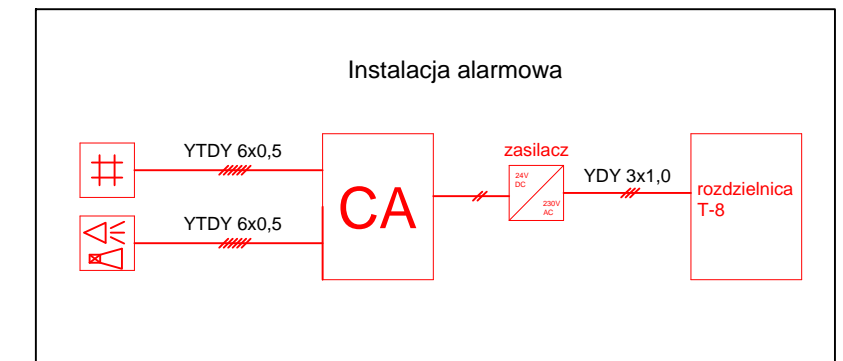 Instalacja alarmowa
YTDY 6x0,5
YTDY 6x0,5
CA
zasilacz
24V
DC
230V
AC
YDY 3x1,0
rozdzielnica
T-8